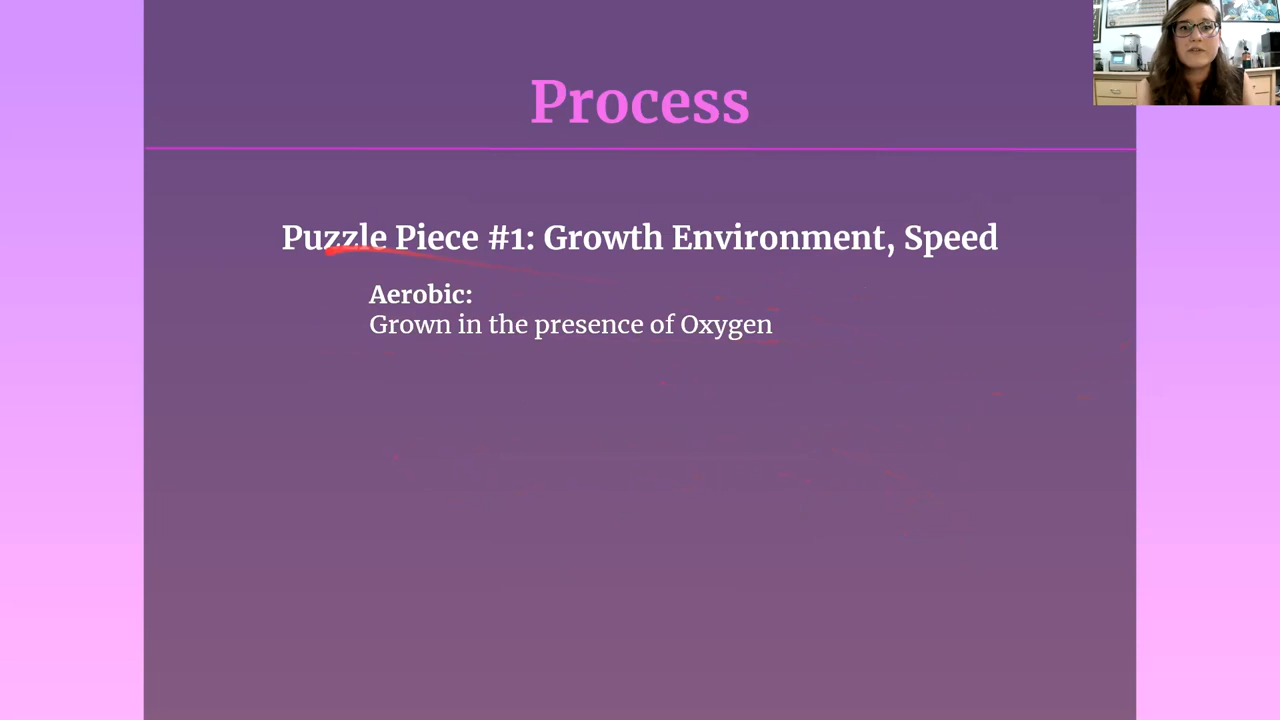 Process
Puzzle Piece #1: Growth Environment, Speed
Aerobic:
Grown in the presence of Oxygen